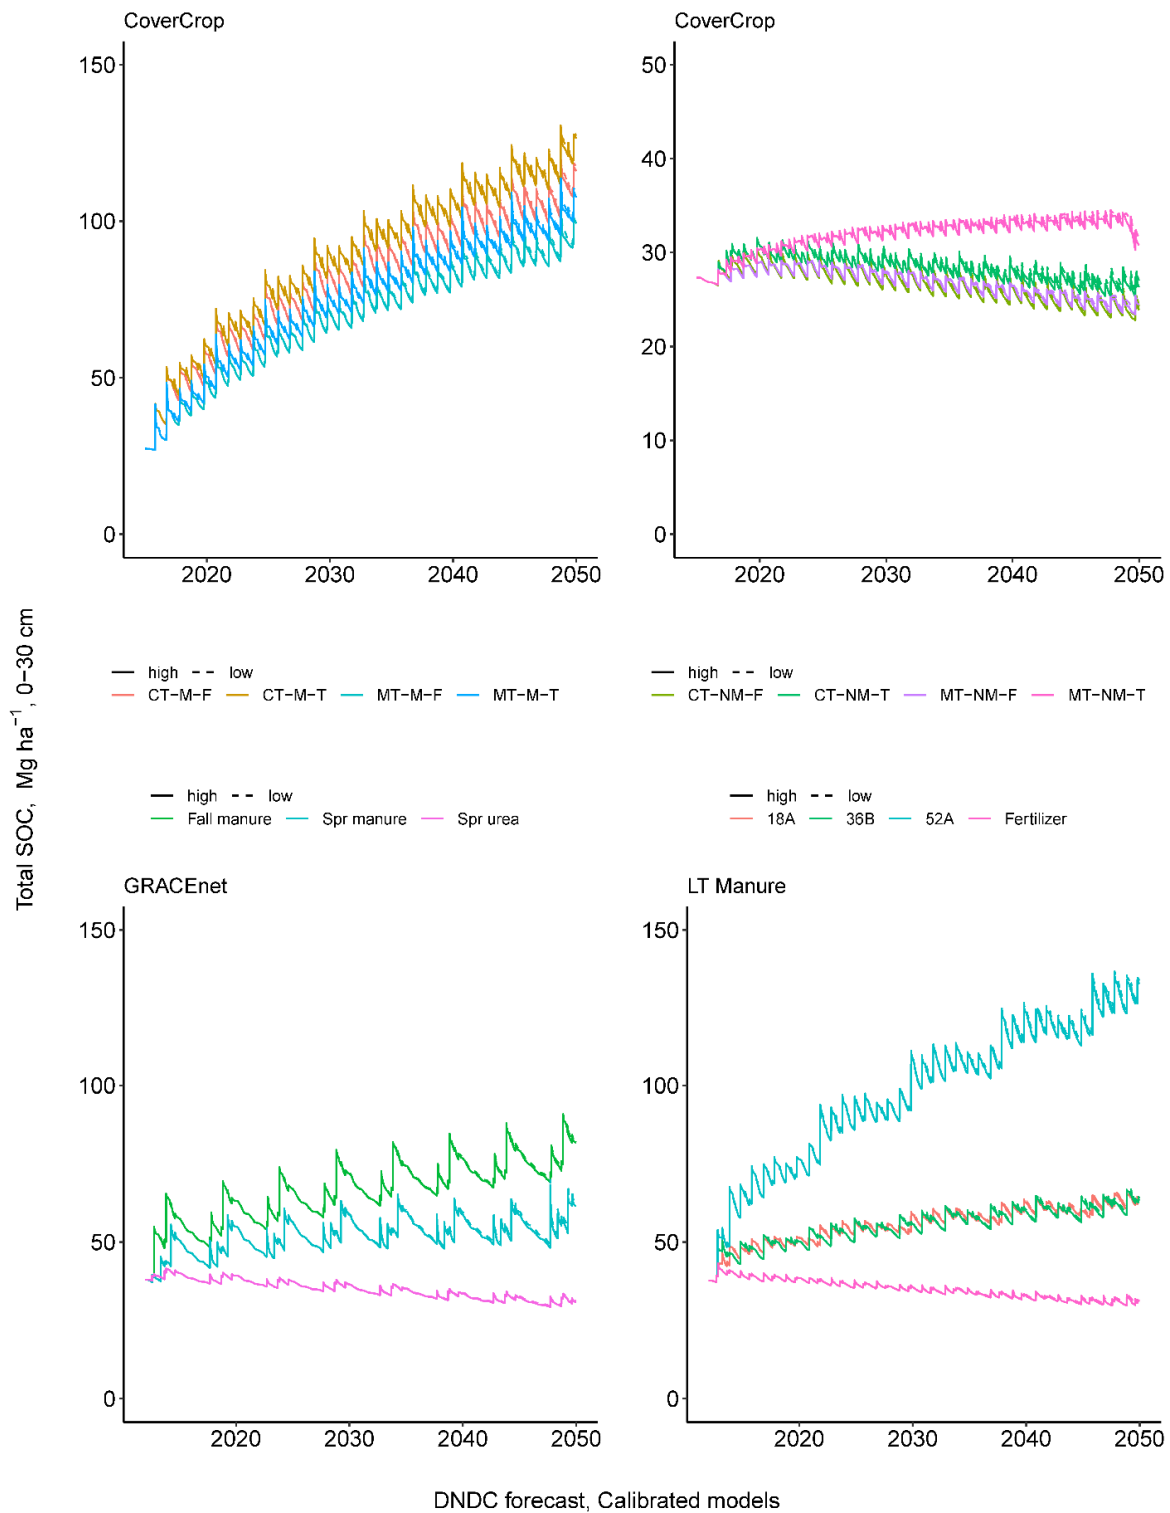 CoverCrop
150
100
50
0
2020 2030 2040 2050
CoverCrop
50
40
30
20
10
0
2020 2030 2040 2050
Total SOC, Mg ha⁻¹, 0−30 cm
high low
CT−M−F CT−M−T MT−M−F MT−M−T
high low
CT−NM−F CT−NM−T MT−NM−F MT−NM−T
high low
Fall manure Spr manure Spr urea
high low
18A 36B 52A Fertilizer
GRACEnet
150
100
50
0
2020 2030 2040 2050
LT Manure
150
100
50
0
2020 2030 2040 2050
DNDC forecast, Calibrated models